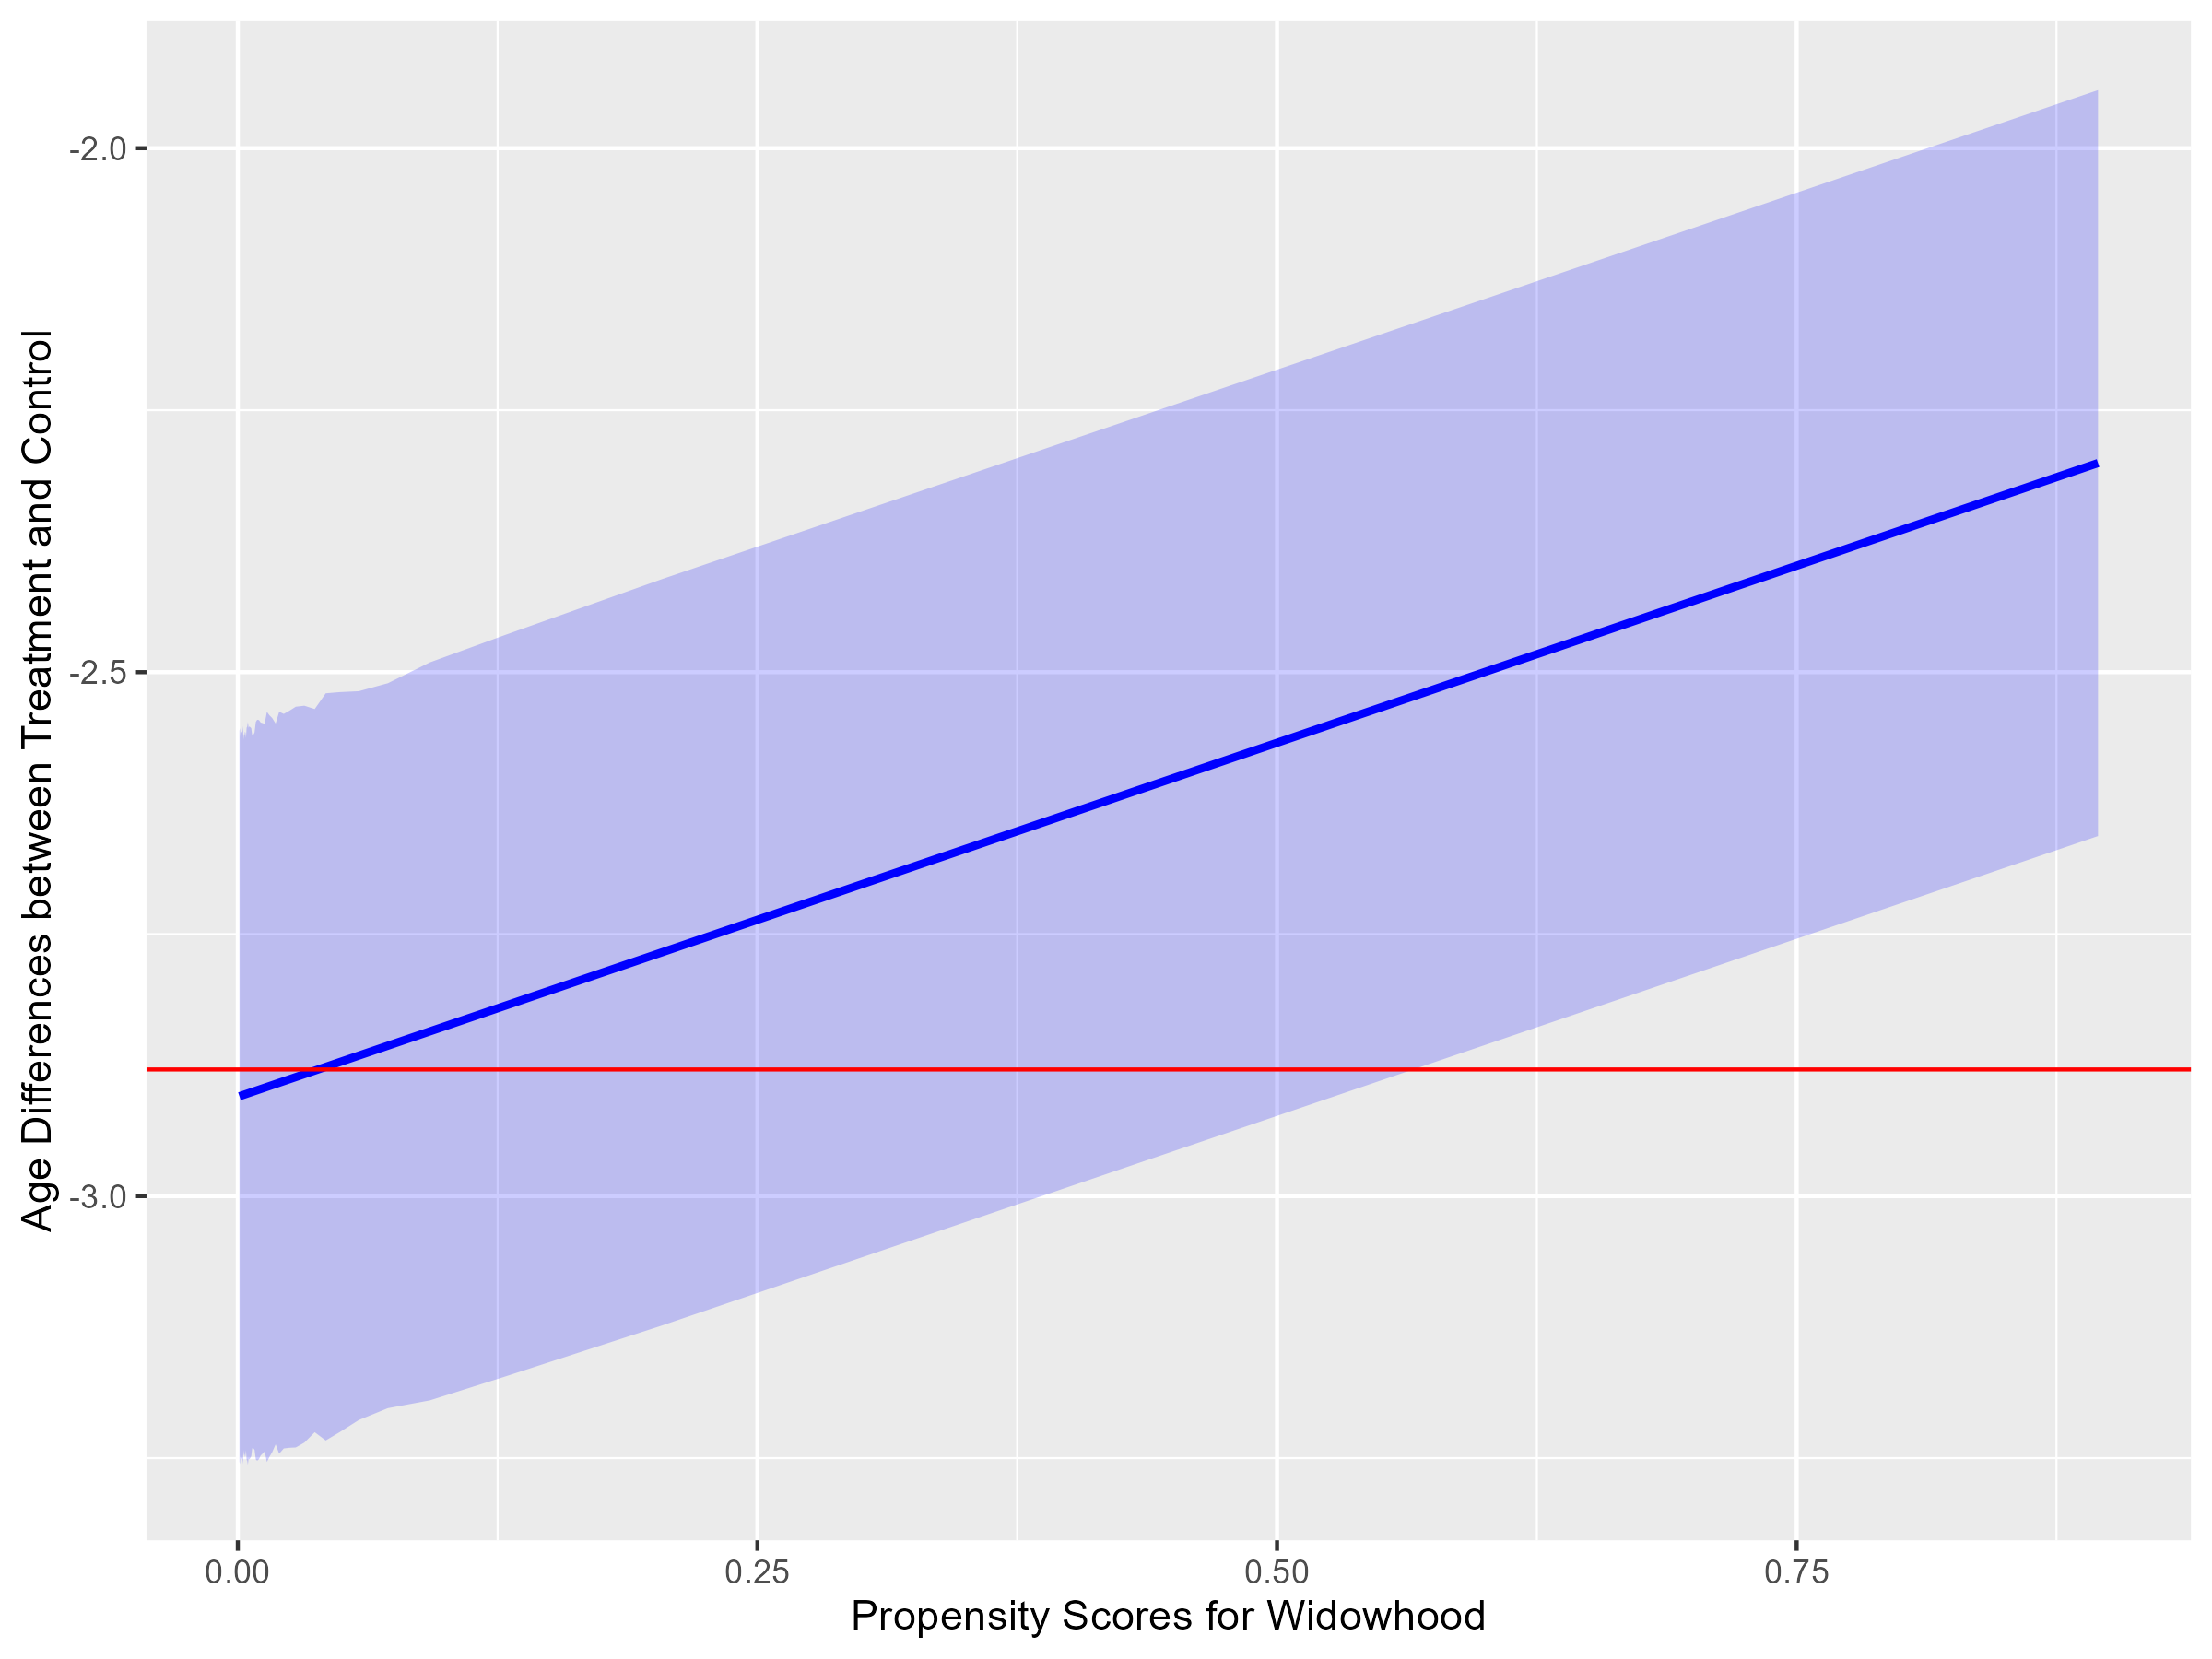 Age Differences between Treatment and Control
-2.0
-2.5
-3.0
0.00 0.25 0.50 0.75
Propensity Scores for Widowhood